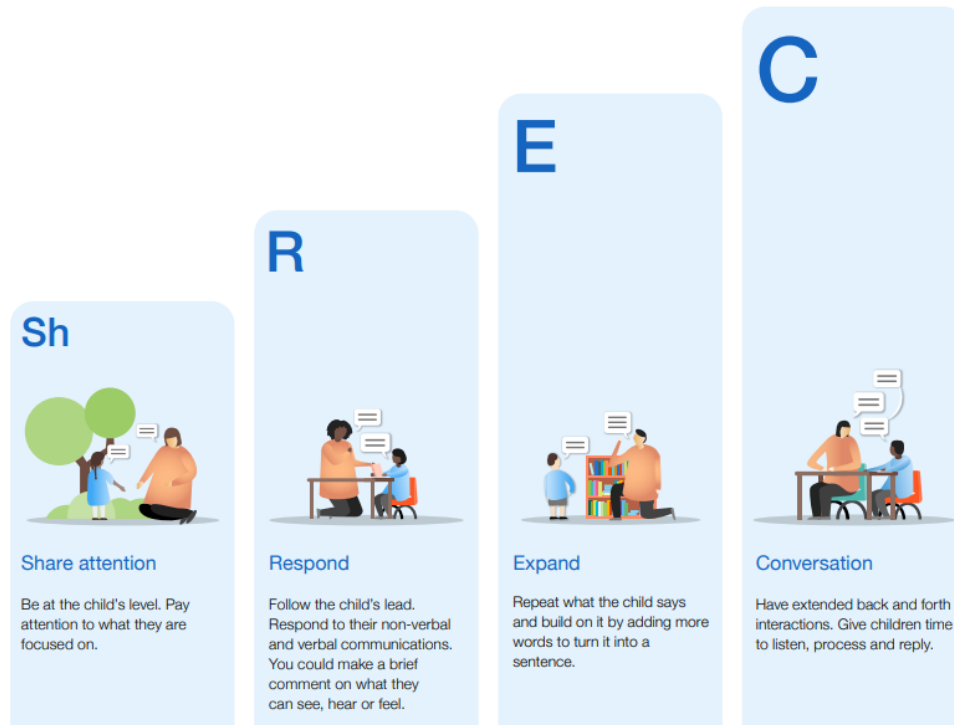 Sh
Share attention
Be at the child's level. Pay
attention to what they are
focused on.
R
Respond
Follow the child's lead.
Respond to their non-verbal
and verbal communications.
You could make a brief
comment on what they
can see, hear or feel.
E
Expand
Repeat what the child says
and build on it by adding more
words to turn it into a
sentence.
C
Conversation
Have extended back and forth
interactions. Give children time
to listen, process and reply.